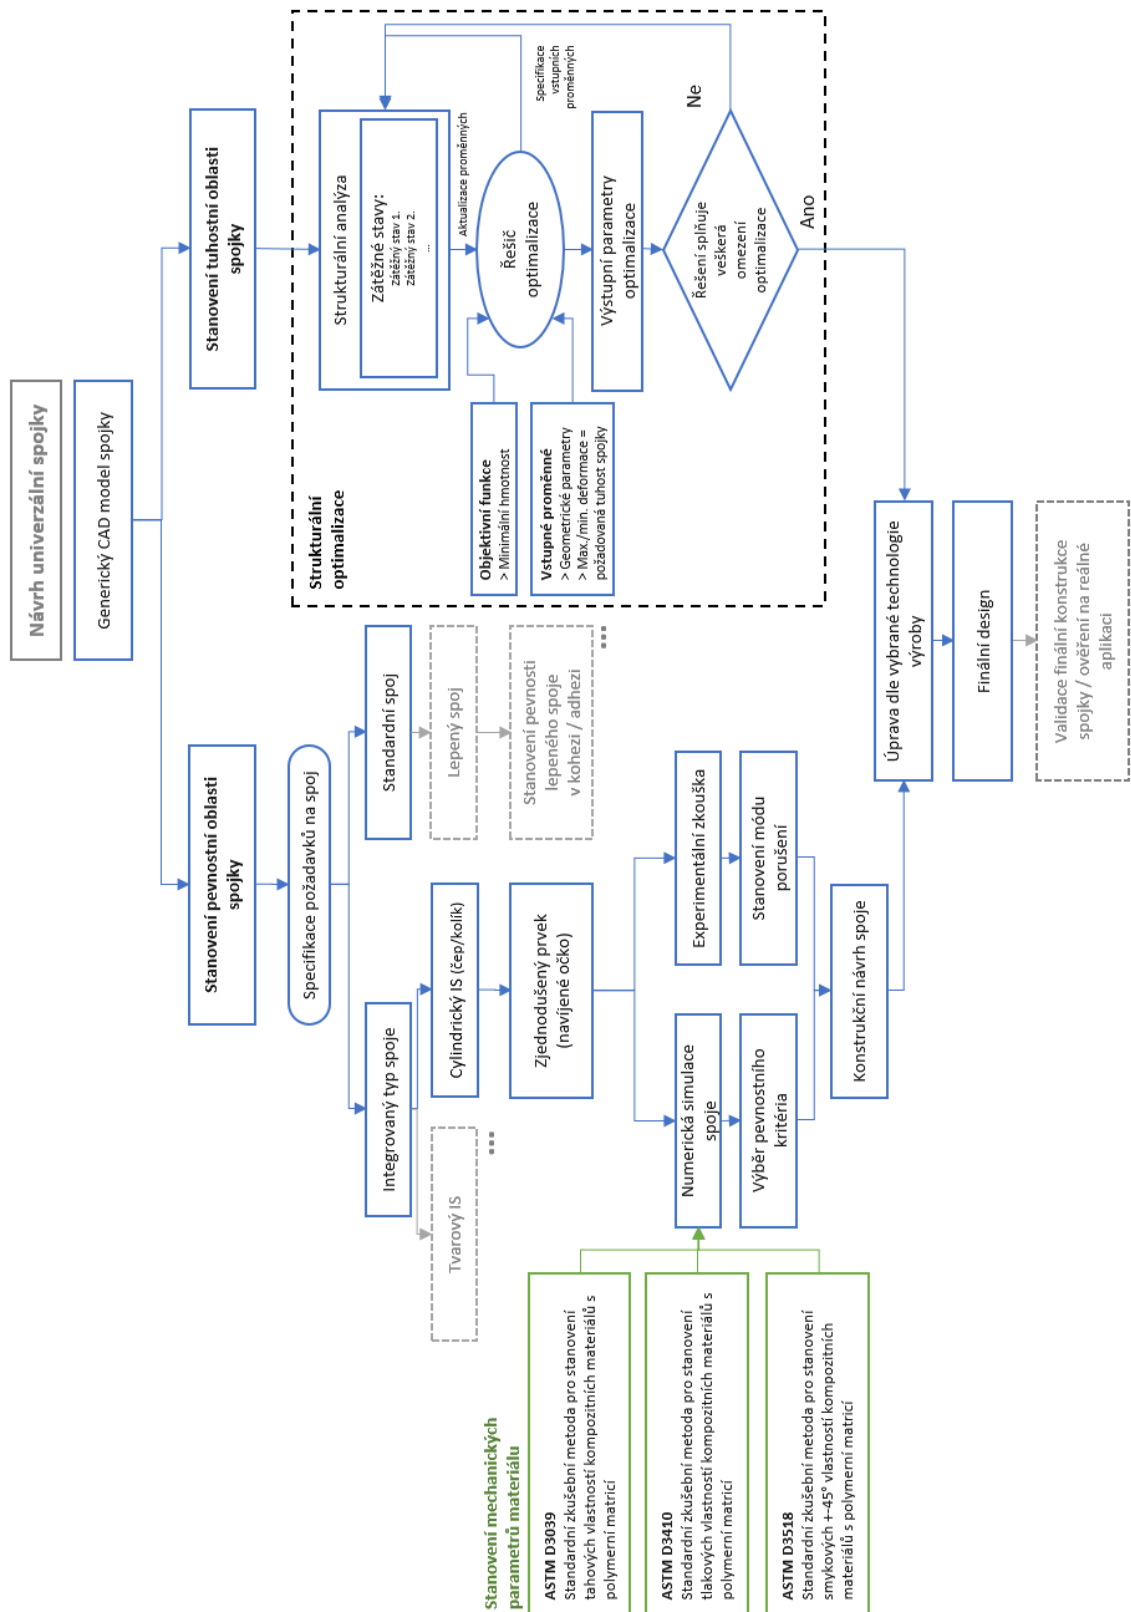 Návrh univerzální spojky
Generický CAD model spojky
Stanovení pevnostní oblasti
spojky
Stanovení tuhostní oblasti
spojky
Specifikace požadavků na spoj
Integrovaný typ spoje
Standardní spoj
Tvarový IS
...
Cylindrický IS (čep/kolík)
Lepený spoj
Zjednodušený prvek
(navíjené očko)
Stanovení pevnosti
lepeného spoje
v kohezi / adhezi
...
Numerická simulace
spoje
Experimentální zkouška
Výběr pevnostního
kritéria
Stanovení módu
porušení
Konstrukční návrh spoje
Stanovení mechanických
parametrů materiálu
ASTM D3039
Standardní zkušební metoda pro stanovení
tahových vlastností kompozitních materiálů s
polymerní matricí
ASTM D3410
Standardní zkušební metoda pro stanovení
tlakových vlastností kompozitních materiálů s
polymerní matricí
ASTM D3518
Standardní zkušební metoda pro stanovení
smykových +-45° vlastností kompozitních
materiálů s polymerní matricí
Strukturální
optimalizace
Strukturální analýza
Zátěžné stavy:
zátěžný stav 1.
zátěžný stav 2.
...
Aktualizace proměnných
Specifikace
vstupních
proměnných
Objektivní funkce
> Minimální hmotnost
Vstupné proměnné
> Geometrické parametry
> Max./min. deformace =
požadovaná tuhost spojky
Řešič
optimalizace
Výstupní parametry
optimalizace
Řešení splňuje
veškerá
omezení
optimalizace
Ne
Ano
Úprava dle vybrané technologie
výroby
Finální design
Validace finální konstrukce
spojky / ověření na reálné
aplikaci